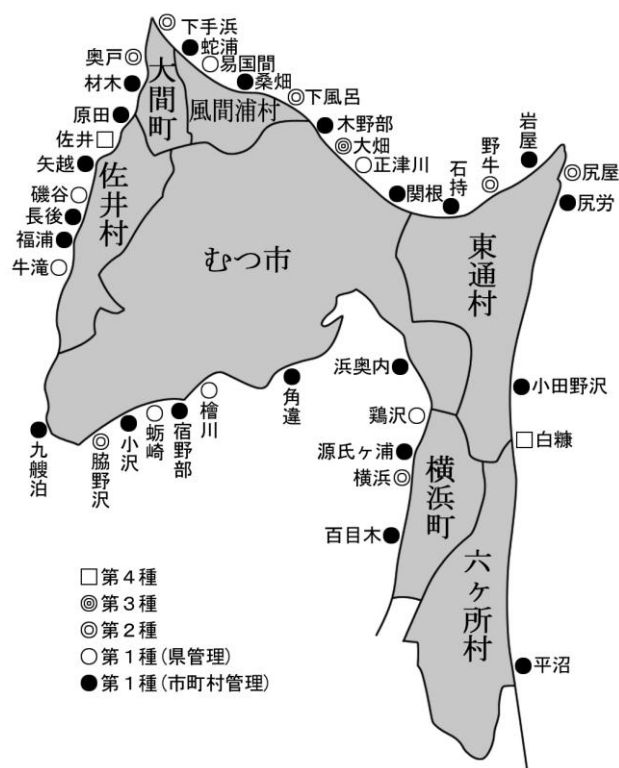 下手浜
蛇浦
易国間
桑畑
下風呂
木野部
大畑
正津川
関根
石持
野牛
岩屋
尻屋
尻労
奥戸
材木
原田
佐井
矢越
磯谷
長後
福浦
牛滝
大間町
風間浦村
佐井村
むつ市
東通村
小田野沢
白糠
浜奥内
鶏沢
源氏ヶ浦
横浜
百目木
横浜町
六ヶ所村
平沼
九艘泊
脇野沢
小沢
蛎崎
宿野部
檜川
角違
□第4種
◎第3種
◎第2種
○第1種(県管理)
●第1種(市町村管理)